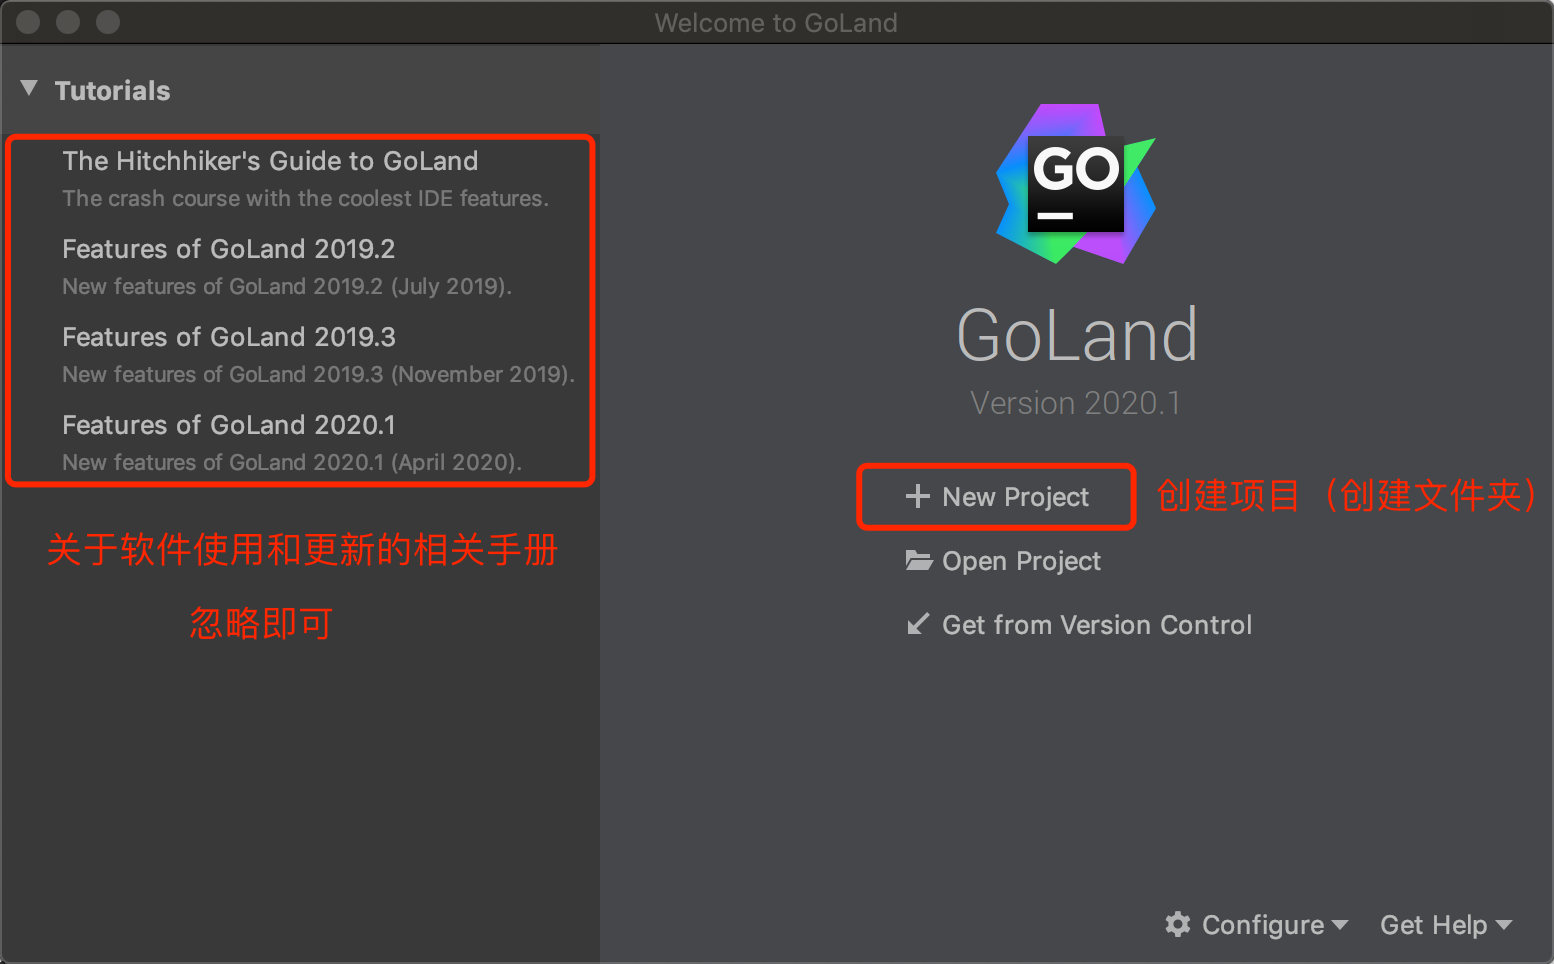 Welcome to GoLand
Tutorials
The Hitchhiker's Guide to GoLand
The crash course with the coolest IDE features.
Features of GoLand 2019.2
New features of GoLand 2019.2 (July 2019).
Features of GoLand 2019.3
New features of GoLand 2019.3 (November 2019).
Features of GoLand 2020.1
New features of GoLand 2020.1 (April 2020).
关于软件使用和更新的相关手册
忽略即可
GO
GoLand
Version 2020.1
New Project
创建项目（创建文件夹）
Open Project
Get from Version Control
Configure
Get Help